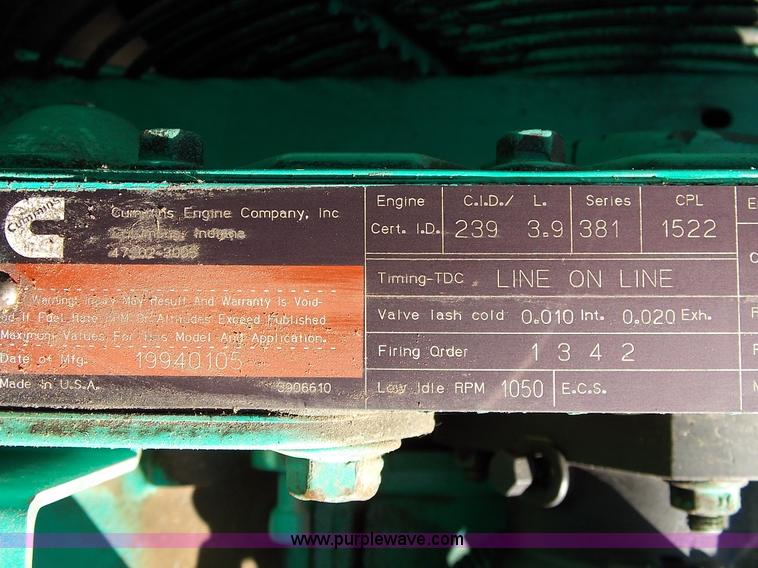 Cummins
Cummins Engine Company, Inc
Columbus, Indiana
47202-3005
Warning: Injury May Result And Warranty Is Void-
ed If Fuel Rate, RPM Or Altitudes Exceed Published
Maximum Values For This Model And Application.
Date of Mfg. 19940105
Made In U.S.A. 3906610
Engine C.I.D./ L. Series CPL
Cert. I.D. 239 3.9 381 1522
Timing-TDC LINE ON LINE
Valve lash cold 0.010 Int. 0.020 Exh.
Firing Order 1 3 4 2
Low Idle RPM 1050 E.C.S.
www.purplewave.com